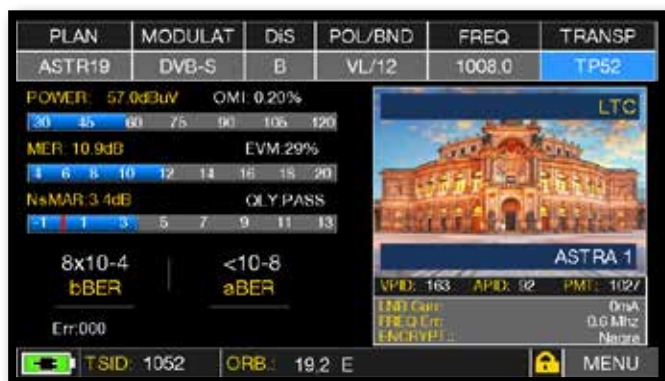 PLAN MODULAT DiS POL/BND FREQ TRANSP
ASTR19 DVB-S B VL/12 1008.0 TP52
POWER: 57.0dBuV OMI: 0.20%
30 45 60 75 90 105 120
MER: 10.9dB EVM:29%
4 6 8 10 12 14 16 18 20
NsMAR:3.4dB QLY:PASS
-1 1 3 5 7 9 11 13
8x10-4 <10-8
bBER aBER
Err:000
LTC
ASTRA 1
VPID: 163 APID: 92 PMT: 1027
LNB Curr: 0mA
FREQ Err: 0.6 Mhz
ENCRYPT.: Nagra
TSID: 1052 ORB.: 19,2 E MENU